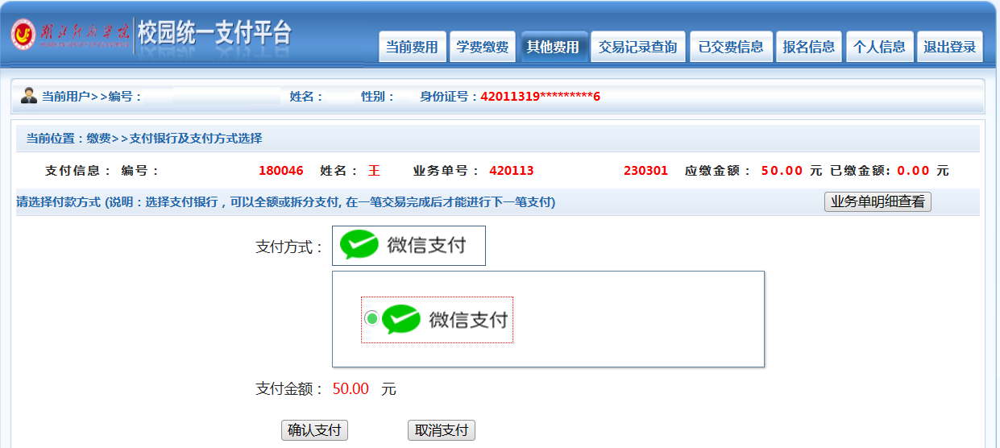 校园统一支付平台
当前费用 学费缴费 其他费用 交易记录查询 已交费信息 报名信息 个人信息 退出登录
当前用户>>编号： 姓名： 性别： 身份证号：42011319*********6
当前位置：缴费>>支付银行及支付方式选择
支付信息： 编号： 180046 姓名： 王 业务单号： 420113 230301 应缴金额： 50.00 元 已缴金额: 0.00 元
请选择付款方式 (说明：选择支付银行，可以全额或拆分支付, 在一笔交易完成后才能进行下一笔支付) 业务单明细查看
支付方式： 微信支付
微信支付
支付金额： 50.00 元
确认支付 取消支付